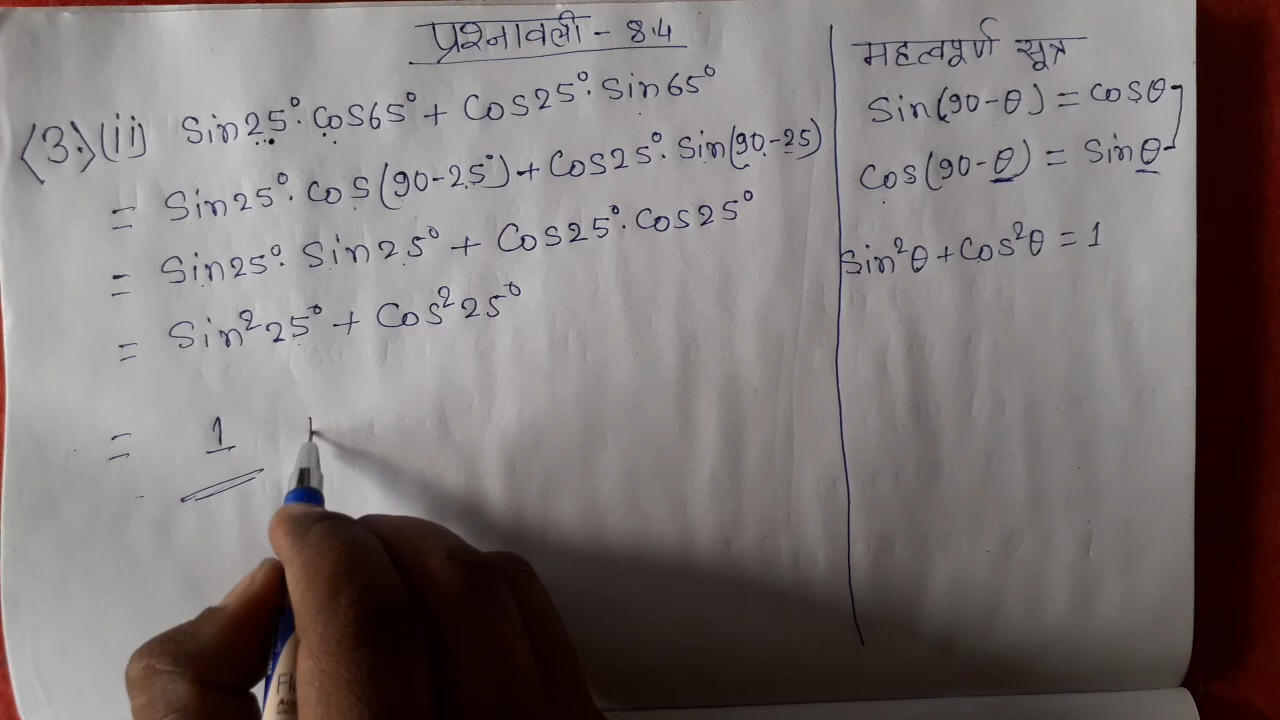 प्रश्नावली - 8.4
(3.)(ii) Sin25°. Cos65° + Cos25°. Sin65°
= Sin25°. Cos(90-25°) + Cos25°. Sin(90-25)
= Sin25°. Sin25° + Cos25°. Cos25°
= Sin²25° + Cos²25°
= 1
महत्वपूर्ण सूत्र
Sin(90-θ) = Cosθ
Cos(90-θ) = Sinθ
Sin²θ + Cos²θ = 1